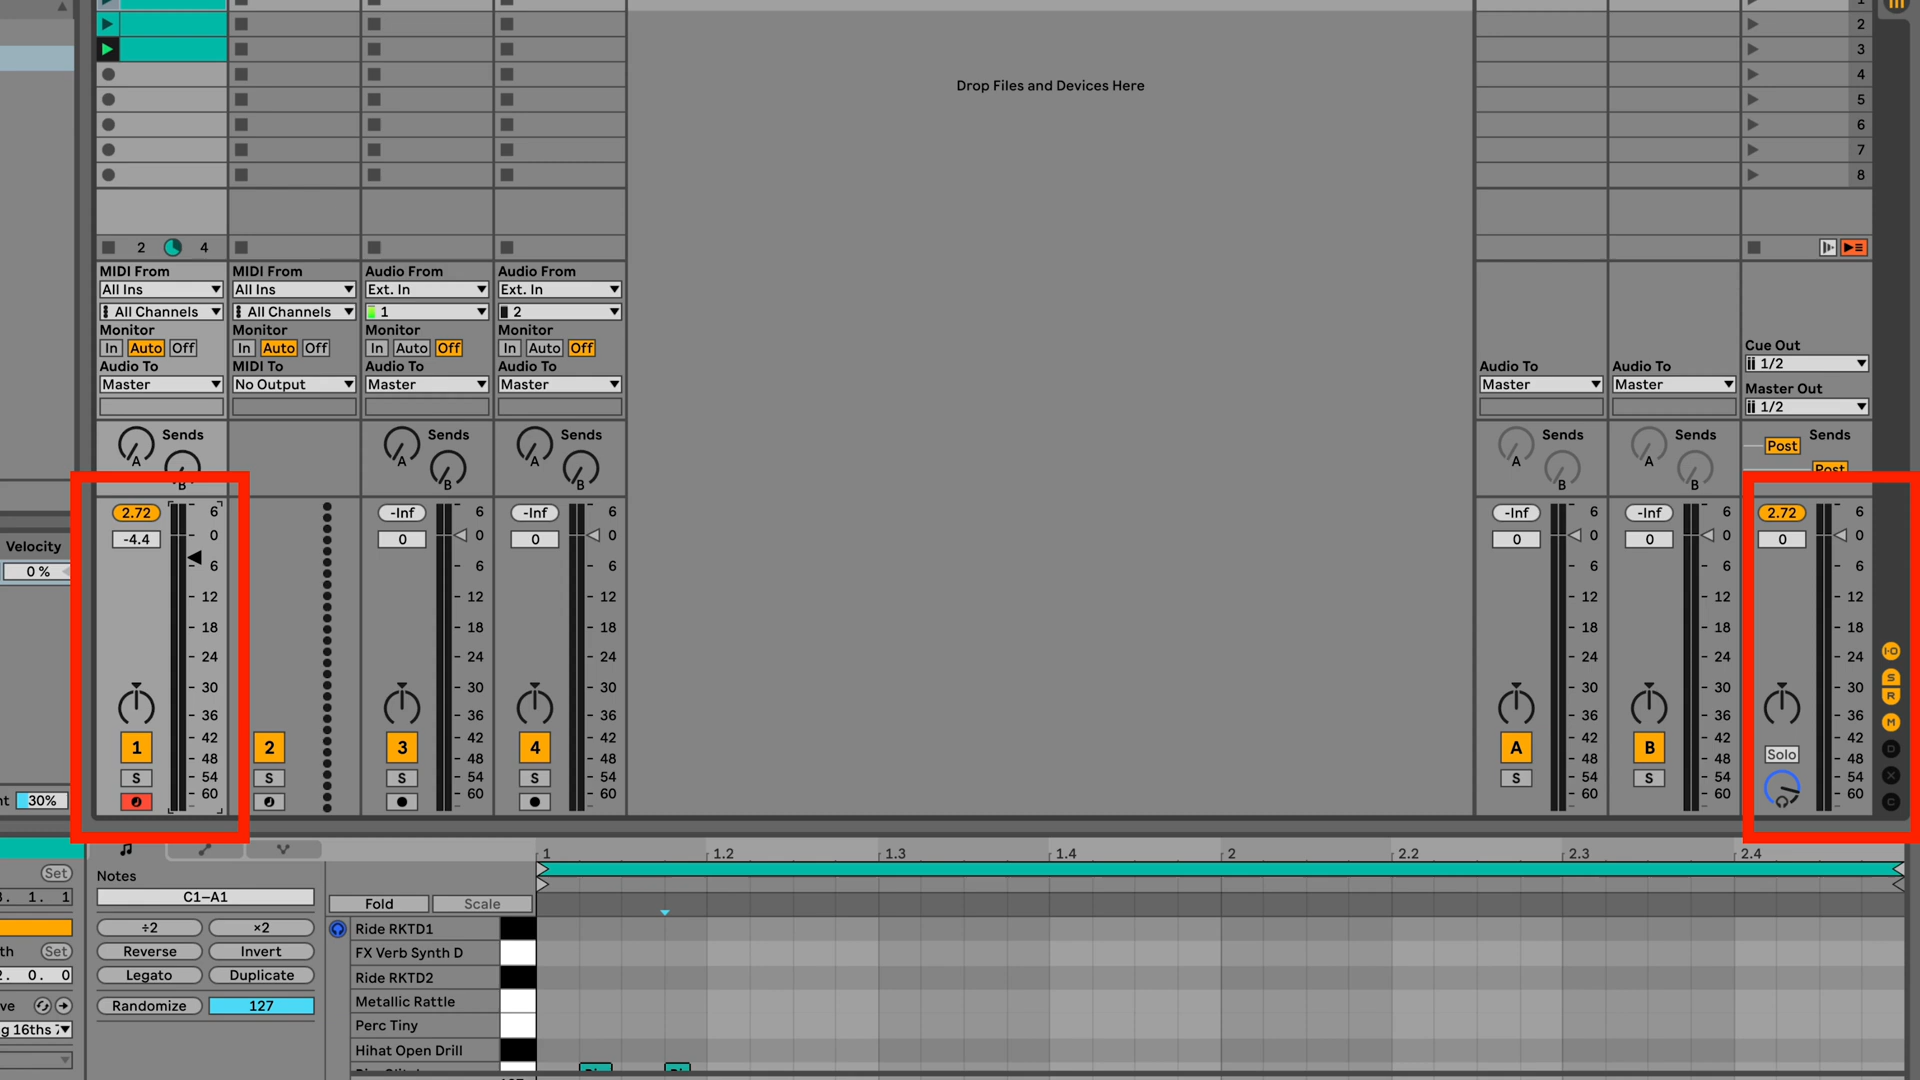 1
2
3
4
5
6
7
8
Drop Files and Devices Here
2 4
MIDI From
All Ins
All Channels
Monitor
In Auto Off
Audio To
Master
MIDI From
All Ins
All Channels
Monitor
In Auto Off
MIDI To
No Output
Audio From
Ext. In
1
Monitor
In Auto Off
Audio To
Master
Audio From
Ext. In
2
Monitor
In Auto Off
Audio To
Master
Audio To
Master
Audio To
Master
Cue Out
1/2
Master Out
1/2
Sends
A
B
Sends
A
B
Sends
A
B
Sends
A
B
Sends
A
B
Sends
Post
Post
2.72
-4.4
6
0
6
12
18
24
30
36
42
48
54
60
1
S
2
S
-Inf
0
6
0
6
12
18
24
30
36
42
48
54
60
3
S
-Inf
0
6
0
6
12
18
24
30
36
42
48
54
60
4
S
-Inf
0
6
0
6
12
18
24
30
36
42
48
54
60
A
S
-Inf
0
6
0
6
12
18
24
30
36
42
48
54
60
B
S
2.72
0
6
0
6
12
18
24
30
36
42
48
54
60
Solo
I-O
S
R
M
D
X
C
Velocity
0 %
nt 30%
Set
3. 1. 1
th Set
2. 0. 0
ve
g 16ths
Notes
C1–A1
÷2 ×2
Reverse Invert
Legato Duplicate
Randomize 127
1 1.2 1.3 1.4 2 2.2 2.3 2.4
Fold Scale
Ride RKTD1
FX Verb Synth D
Ride RKTD2
Metallic Rattle
Perc Tiny
Hihat Open Drill